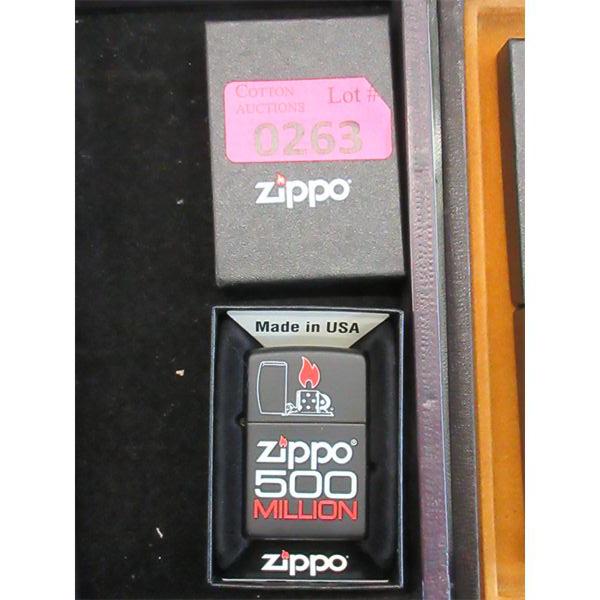 COTTON
AUCTIONS
Lot #
0263
zippo
Made in USA
zippo®
500
MILLION
zippo